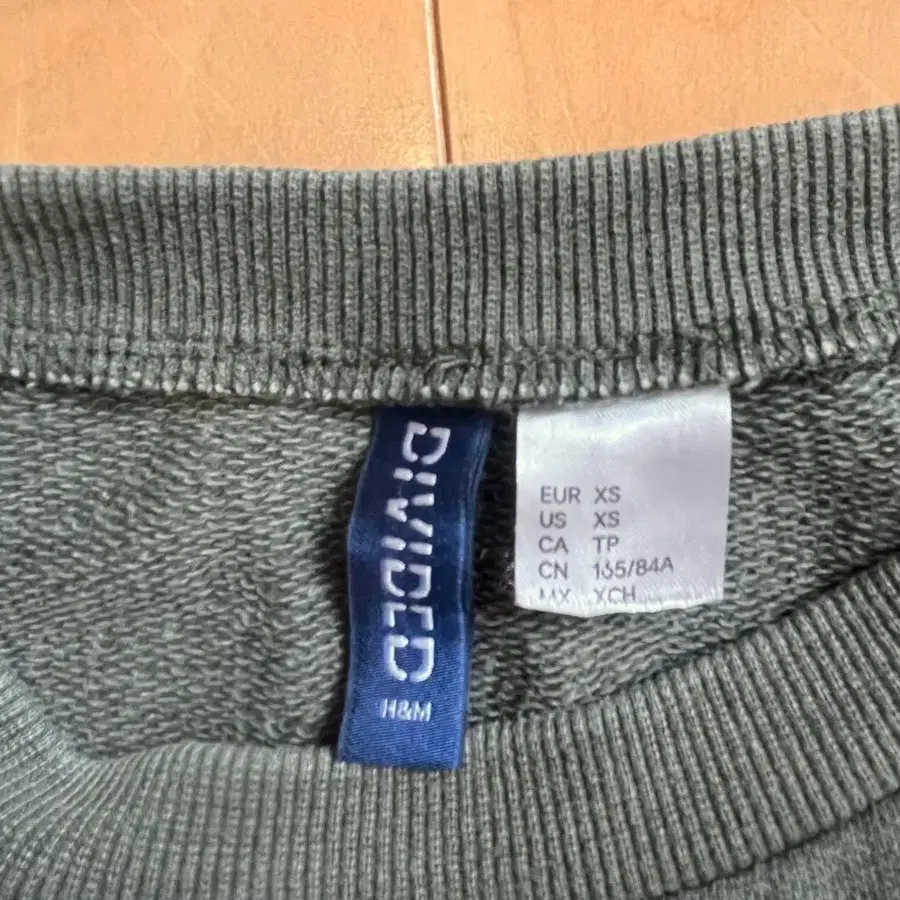 DIVIDED
H&M
EUR XS
US XS
CA TP
CN 165/84A
MX XCH